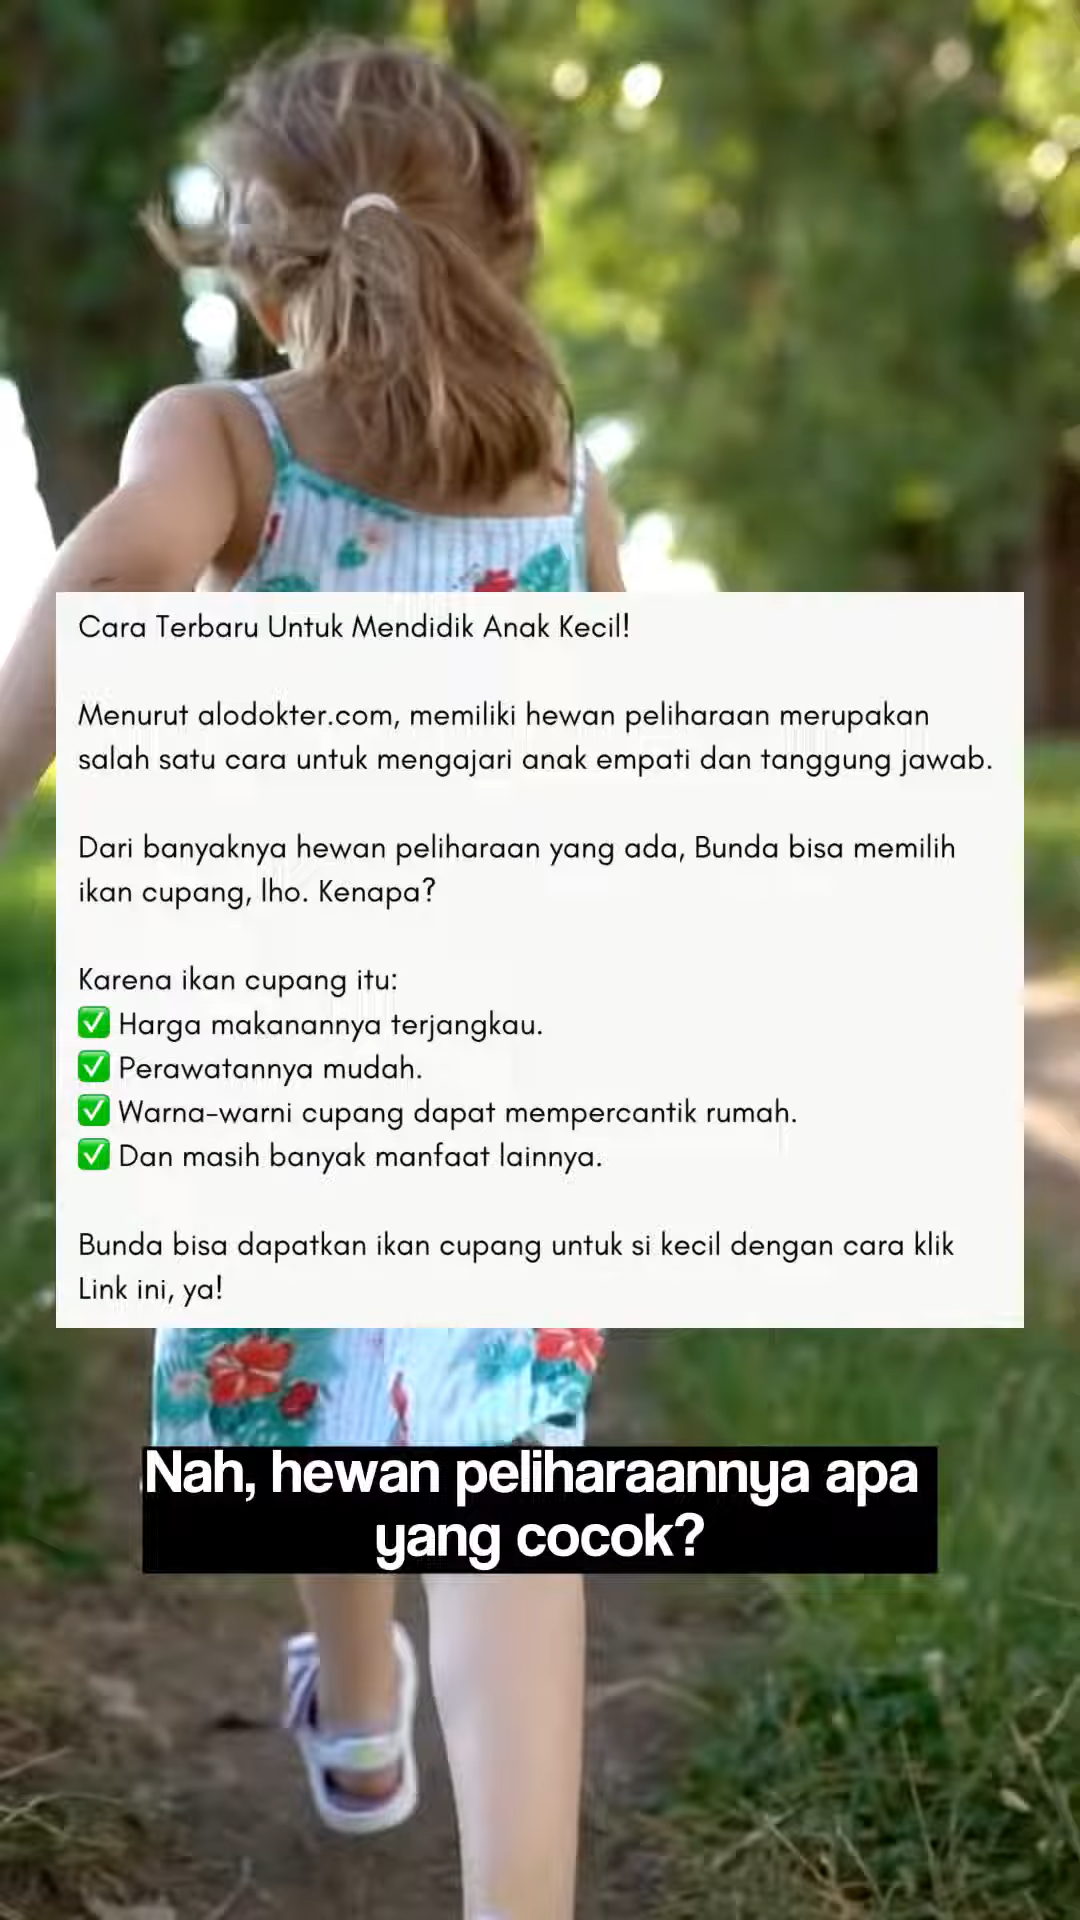 Cara Terbaru Untuk Mendidik Anak Kecil!
Menurut alodokter.com, memiliki hewan peliharaan merupakan
salah satu cara untuk mengajari anak empati dan tanggung jawab.
Dari banyaknya hewan peliharaan yang ada, Bunda bisa memilih
ikan cupang, lho. Kenapa?
Karena ikan cupang itu:
✅ Harga makanannya terjangkau.
✅ Perawatannya mudah.
✅ Warna-warni cupang dapat mempercantik rumah.
✅ Dan masih banyak manfaat lainnya.
Bunda bisa dapatkan ikan cupang untuk si kecil dengan cara klik
Link ini, ya!
Nah, hewan peliharaannya apa
yang cocok?